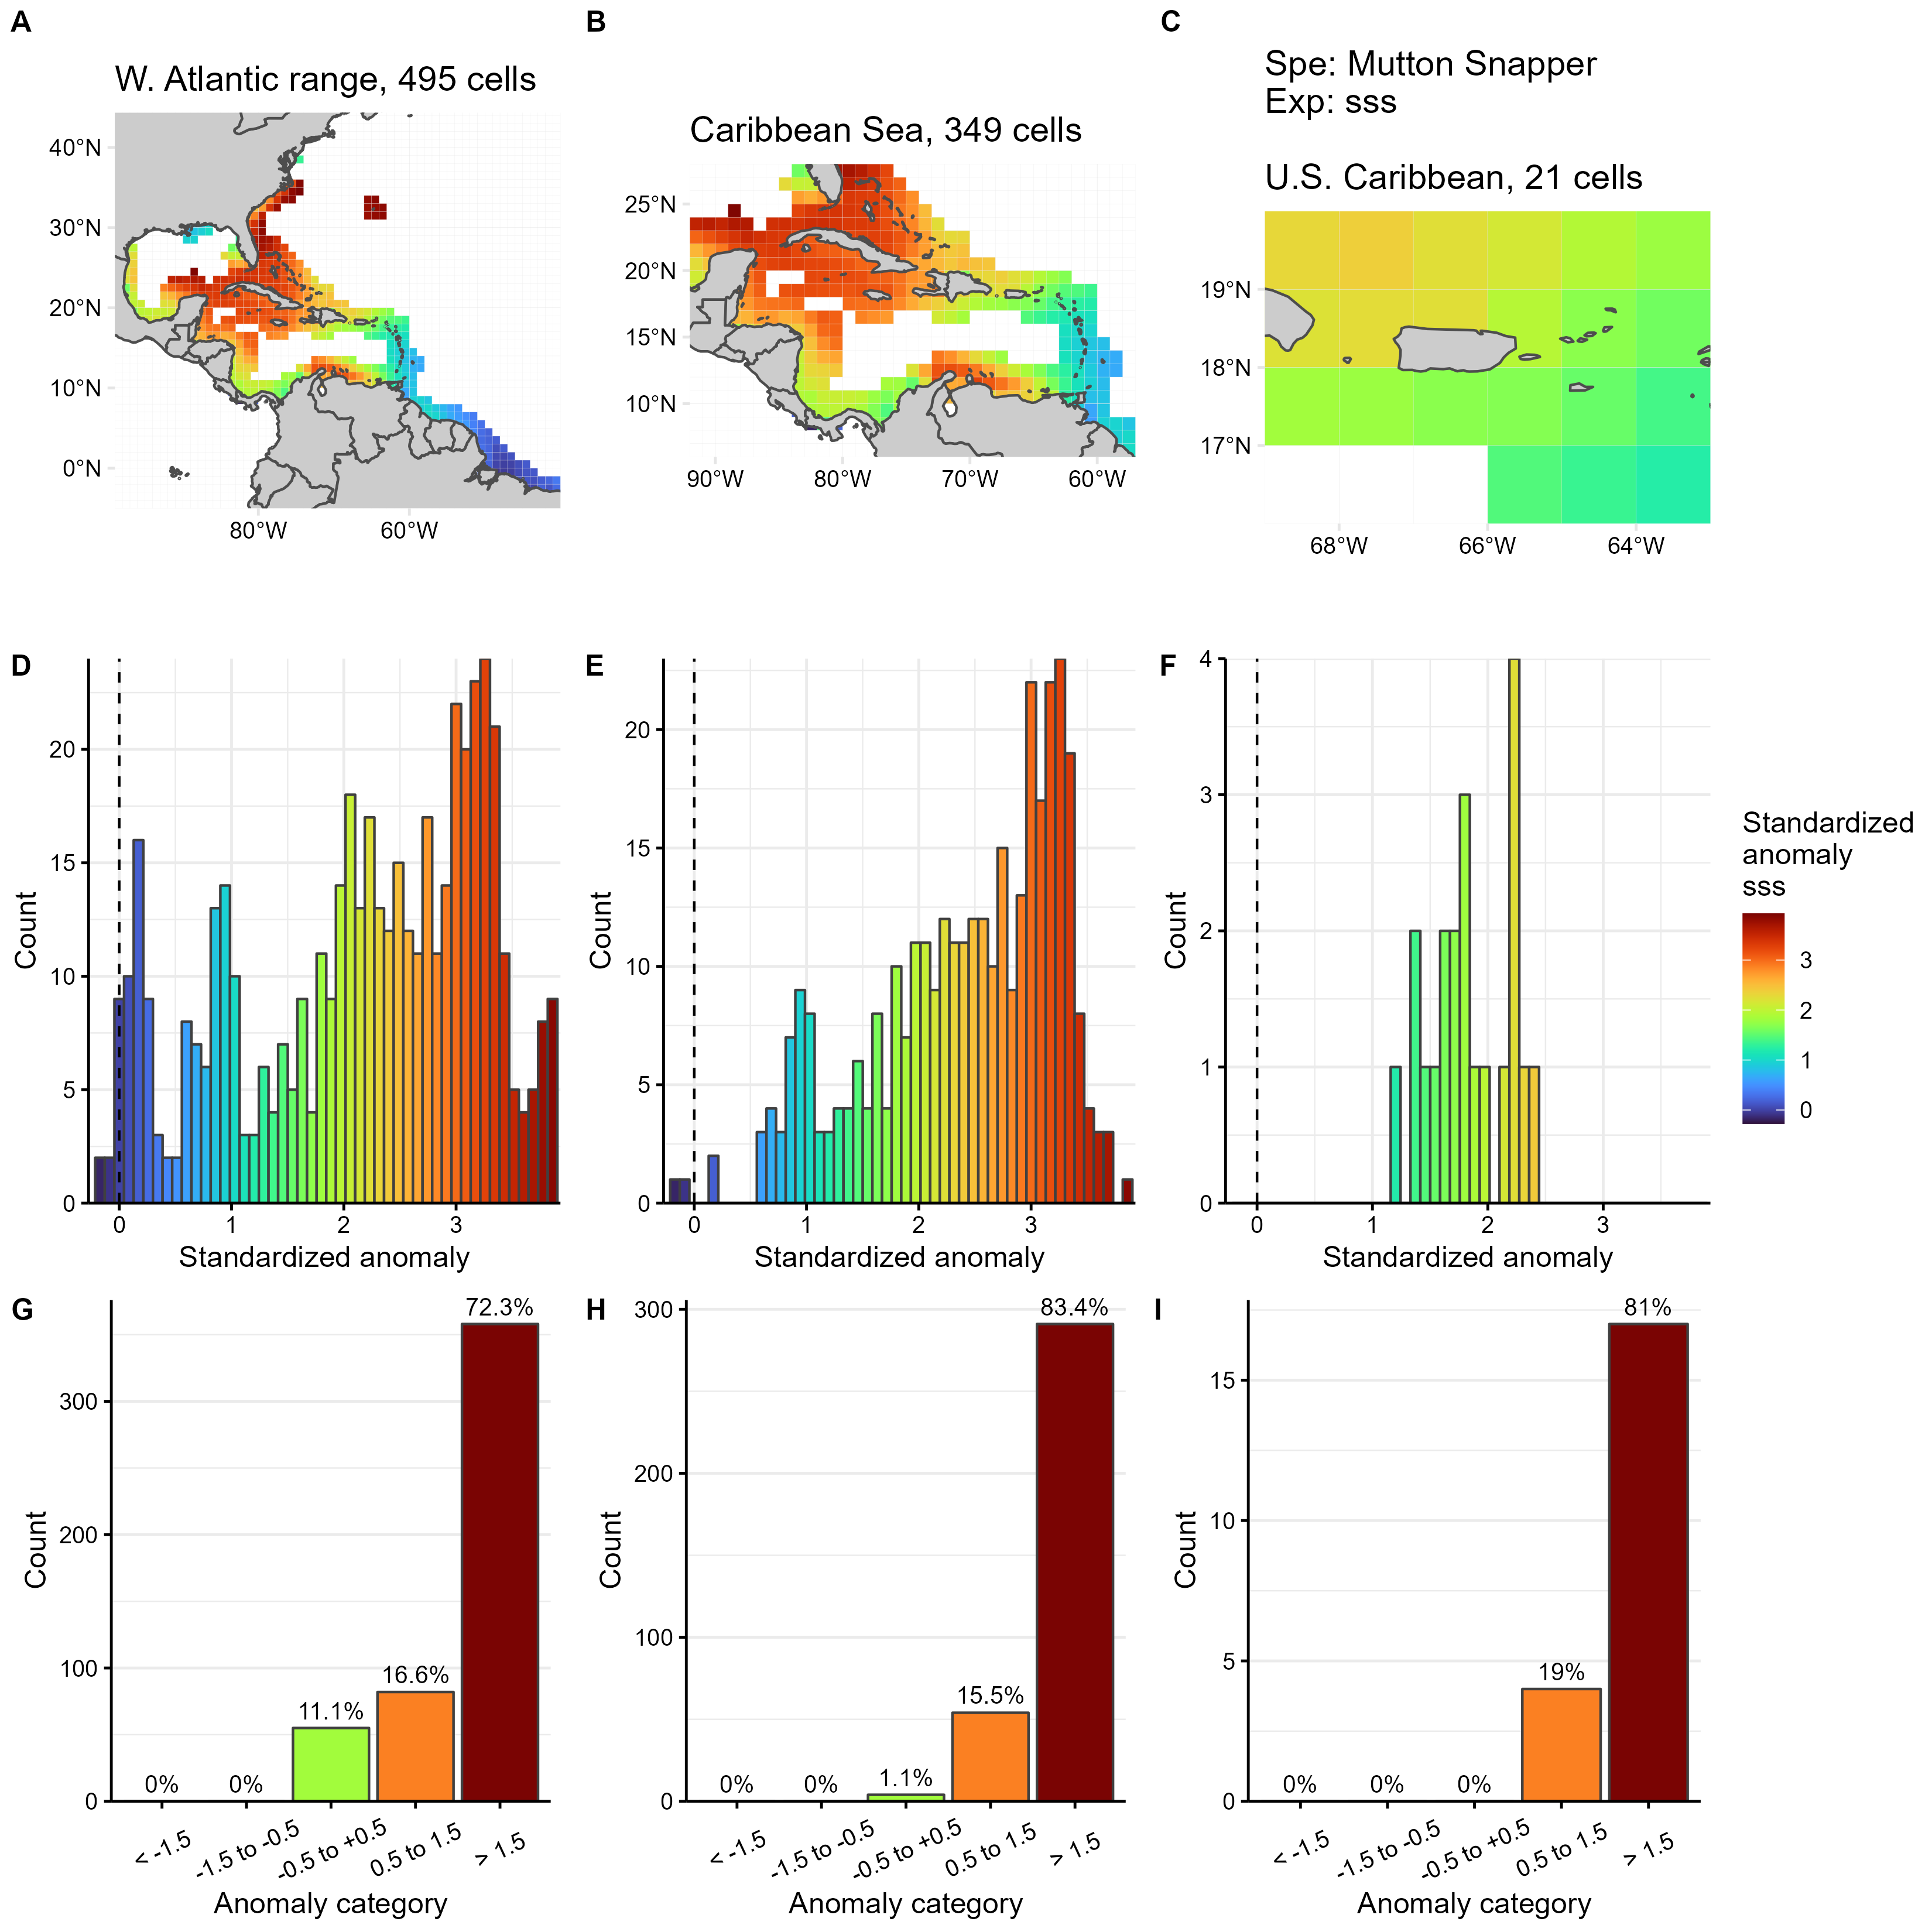 A
W. Atlantic range, 495 cells
40°N
30°N
20°N
10°N
0°N
80°W
60°W
B
Caribbean Sea, 349 cells
25°N
20°N
15°N
10°N
90°W
80°W
70°W
60°W
C
Spe: Mutton Snapper
Exp: sss
U.S. Caribbean, 21 cells
19°N
18°N
17°N
68°W
66°W
64°W
D
Count
20
15
10
5
0
0
1
2
3
Standardized anomaly
E
Count
20
15
10
5
0
0
1
2
3
Standardized anomaly
F
Count
4
3
2
1
0
0
1
2
3
Standardized anomaly
Standardized
anomaly
sss
3
2
1
0
G
Count
300
200
100
0
0%
0%
11.1%
16.6%
72.3%
< -1.5
-1.5 to -0.5
-0.5 to +0.5
0.5 to 1.5
> 1.5
Anomaly category
H
Count
300
200
100
0
0%
0%
1.1%
15.5%
83.4%
< -1.5
-1.5 to -0.5
-0.5 to +0.5
0.5 to 1.5
> 1.5
Anomaly category
I
Count
15
10
5
0
0%
0%
0%
19%
81%
< -1.5
-1.5 to -0.5
-0.5 to +0.5
0.5 to 1.5
> 1.5
Anomaly category